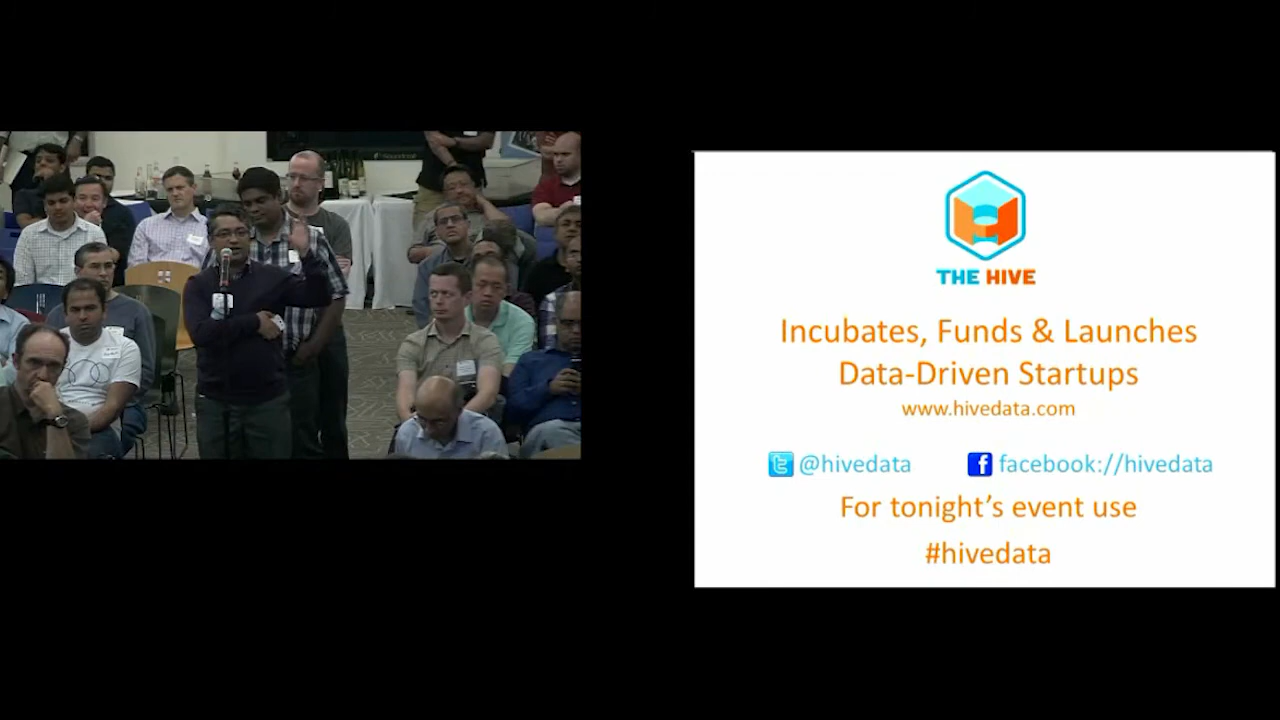 THE HIVE
Incubates, Funds & Launches
Data-Driven Startups
www.hivedata.com
@hivedata
facebook://hivedata
For tonight's event use
#hivedata